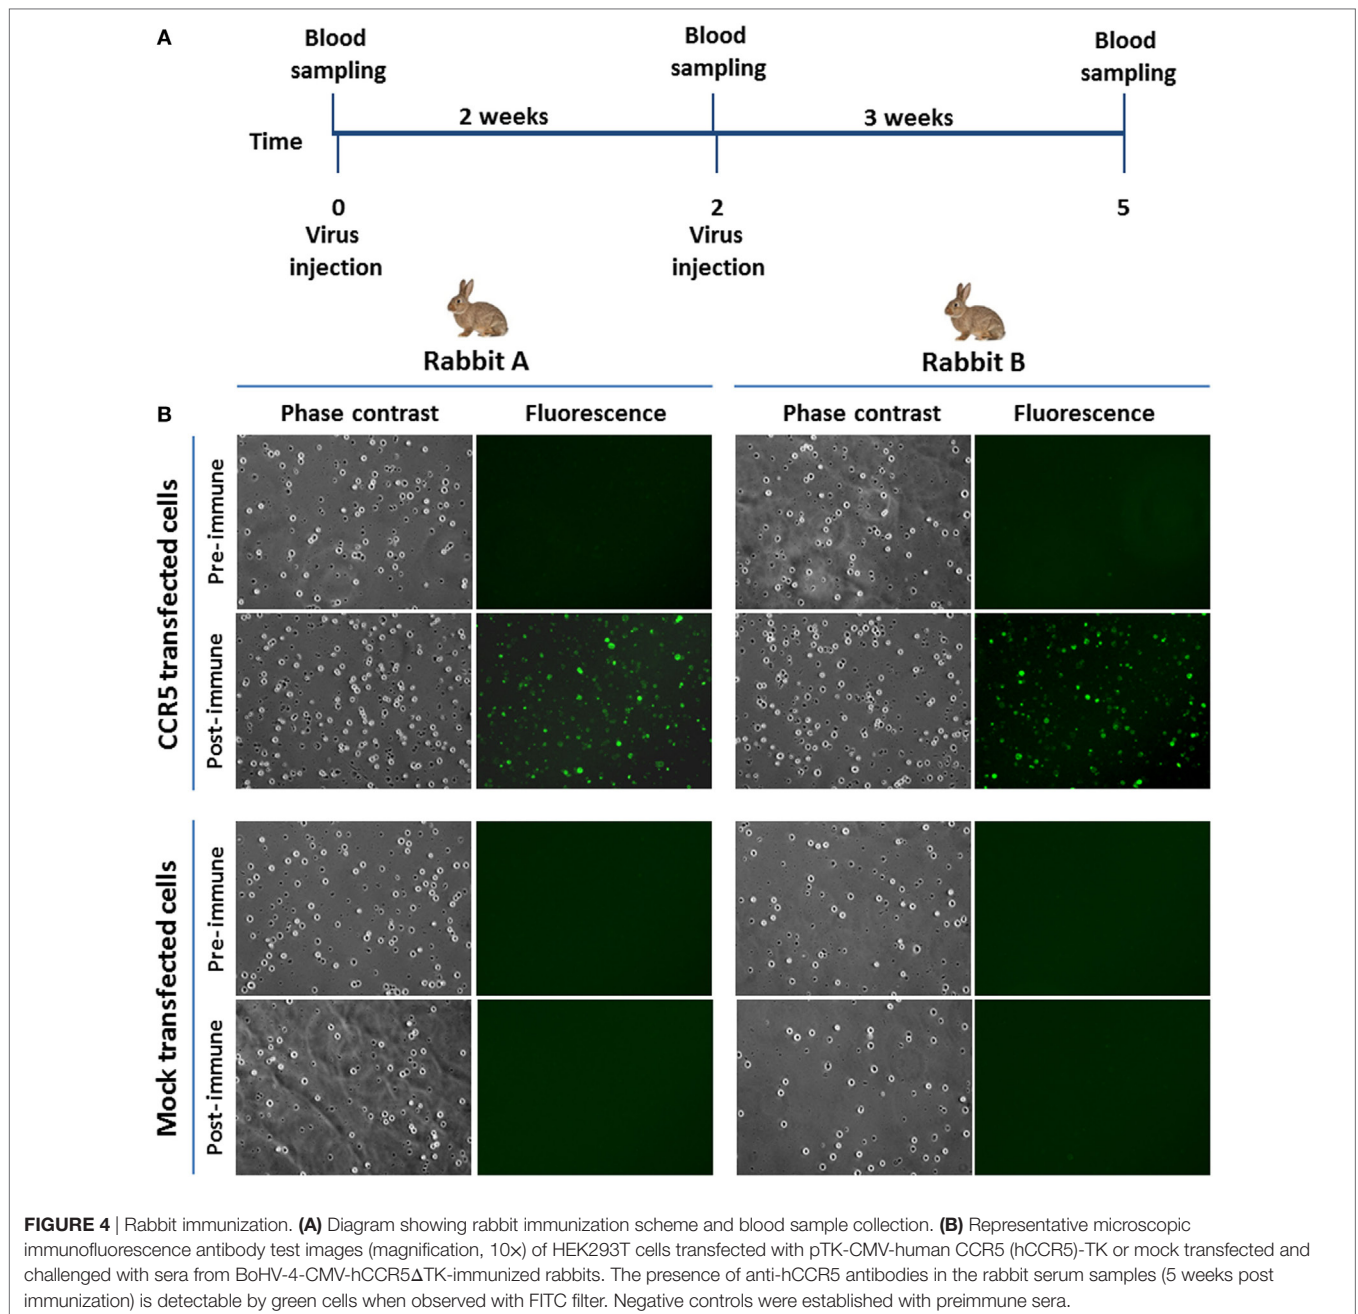 A
Blood
sampling
Blood
sampling
Blood
sampling
2 weeks
3 weeks
Time
0
2
5
Virus
injection
Virus
injection
Rabbit A
Rabbit B
B
Phase contrast
Fluorescence
Phase contrast
Fluorescence
CCR5 transfected cells
Pre-immune
Post-immune
Mock transfected cells
Pre-immune
Post-immune
FIGURE 4 | Rabbit immunization. (A) Diagram showing rabbit immunization scheme and blood sample collection. (B) Representative microscopic
immunofluorescence antibody test images (magnification, 10×) of HEK293T cells transfected with pTK-CMV-human CCR5 (hCCR5)-TK or mock transfected and
challenged with sera from BoHV-4-CMV-hCCR5ΔTK-immunized rabbits. The presence of anti-hCCR5 antibodies in the rabbit serum samples (5 weeks post
immunization) is detectable by green cells when observed with FITC filter. Negative controls were established with preimmune sera.